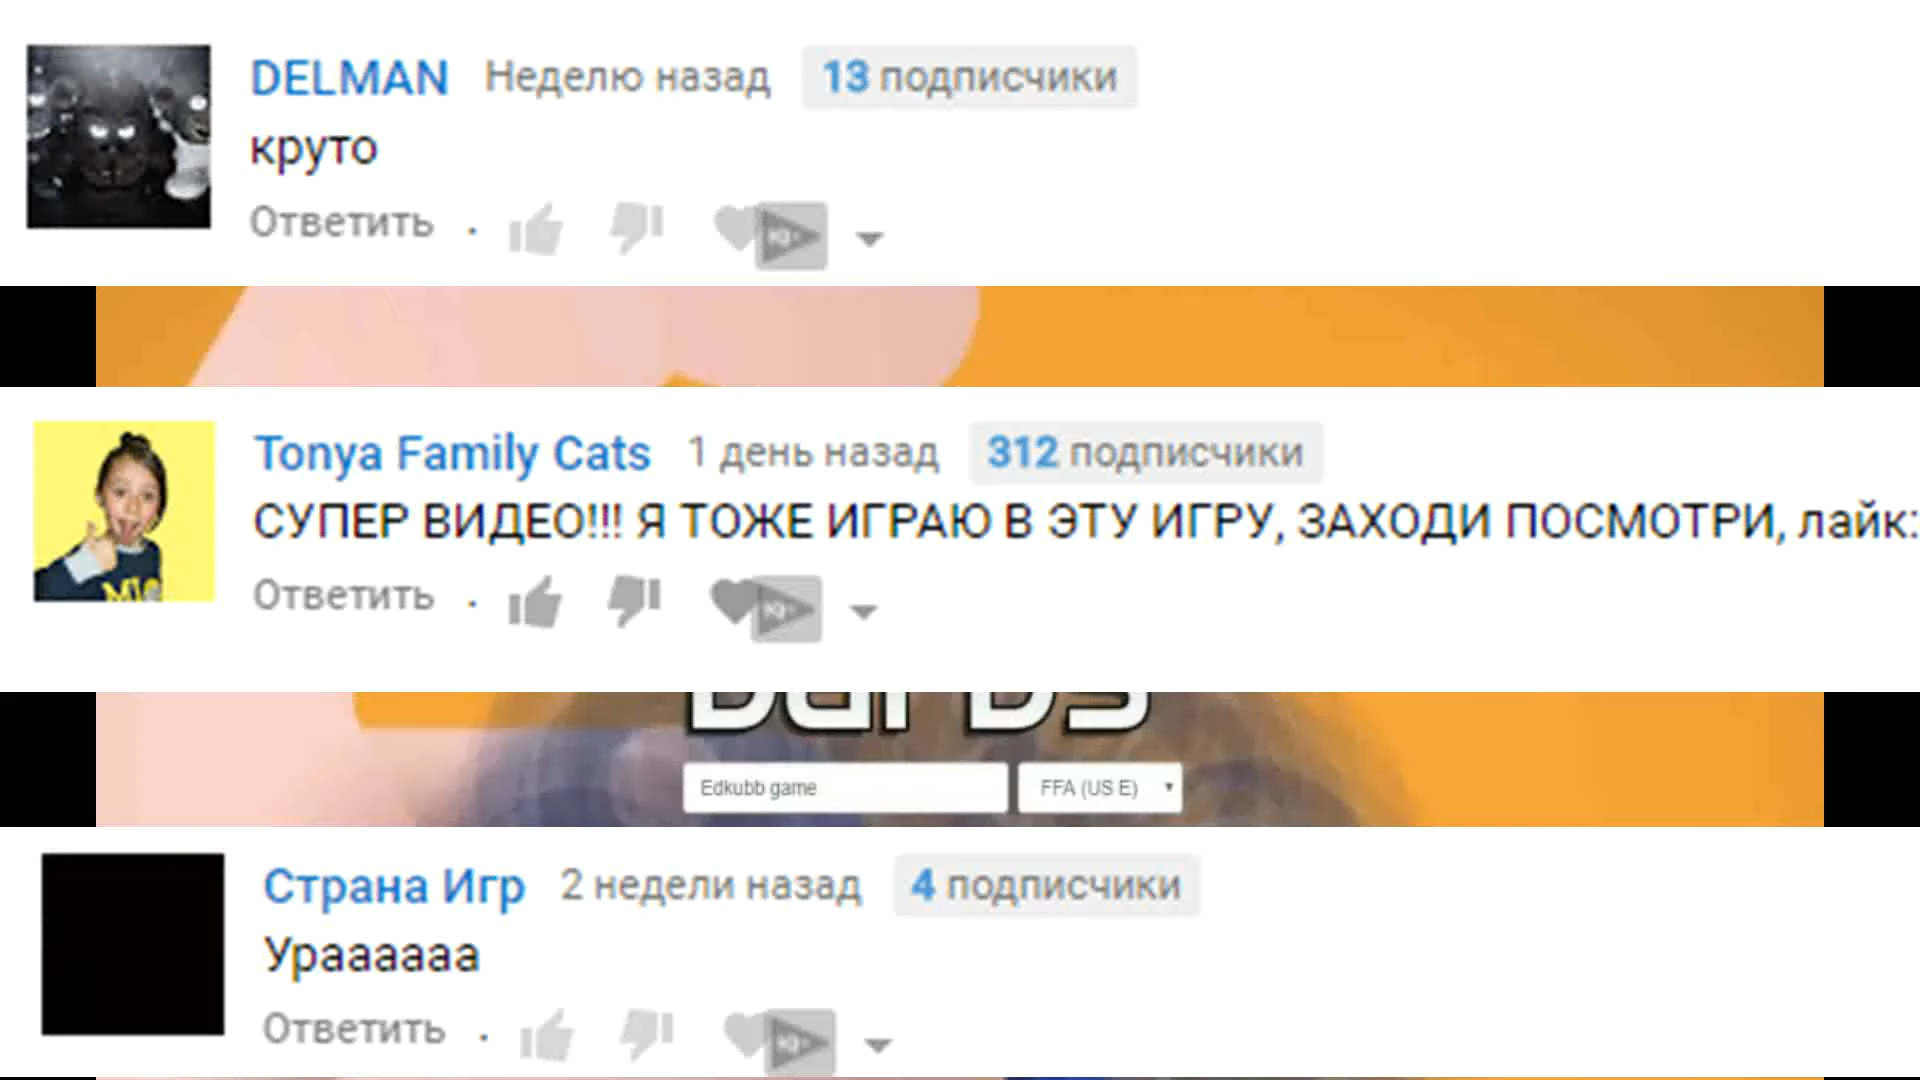 DELMAN Неделю назад 13 подписчики
круто
Ответить .
Tonya Family Cats 1 день назад 312 подписчики
СУПЕР ВИДЕО!!! Я ТОЖЕ ИГРАЮ В ЭТУ ИГРУ, ЗАХОДИ ПОСМОТРИ, лайк:
Ответить .
Edkubb game FFA (US E)
Страна Игр 2 недели назад 4 подписчики
Ураааааа
Ответить .